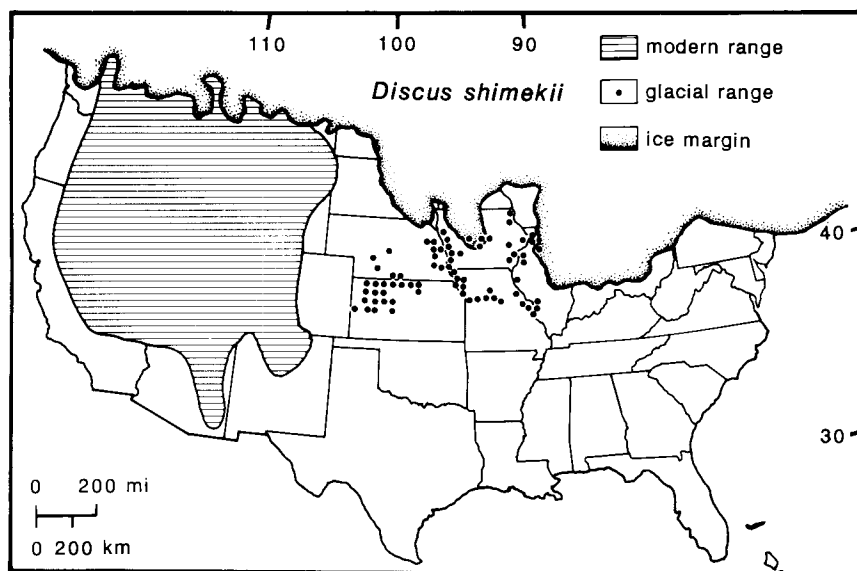 110 100 90
modern range
Discus shimekii
glacial range
ice margin
40
30
0 200 mi
0 200 km